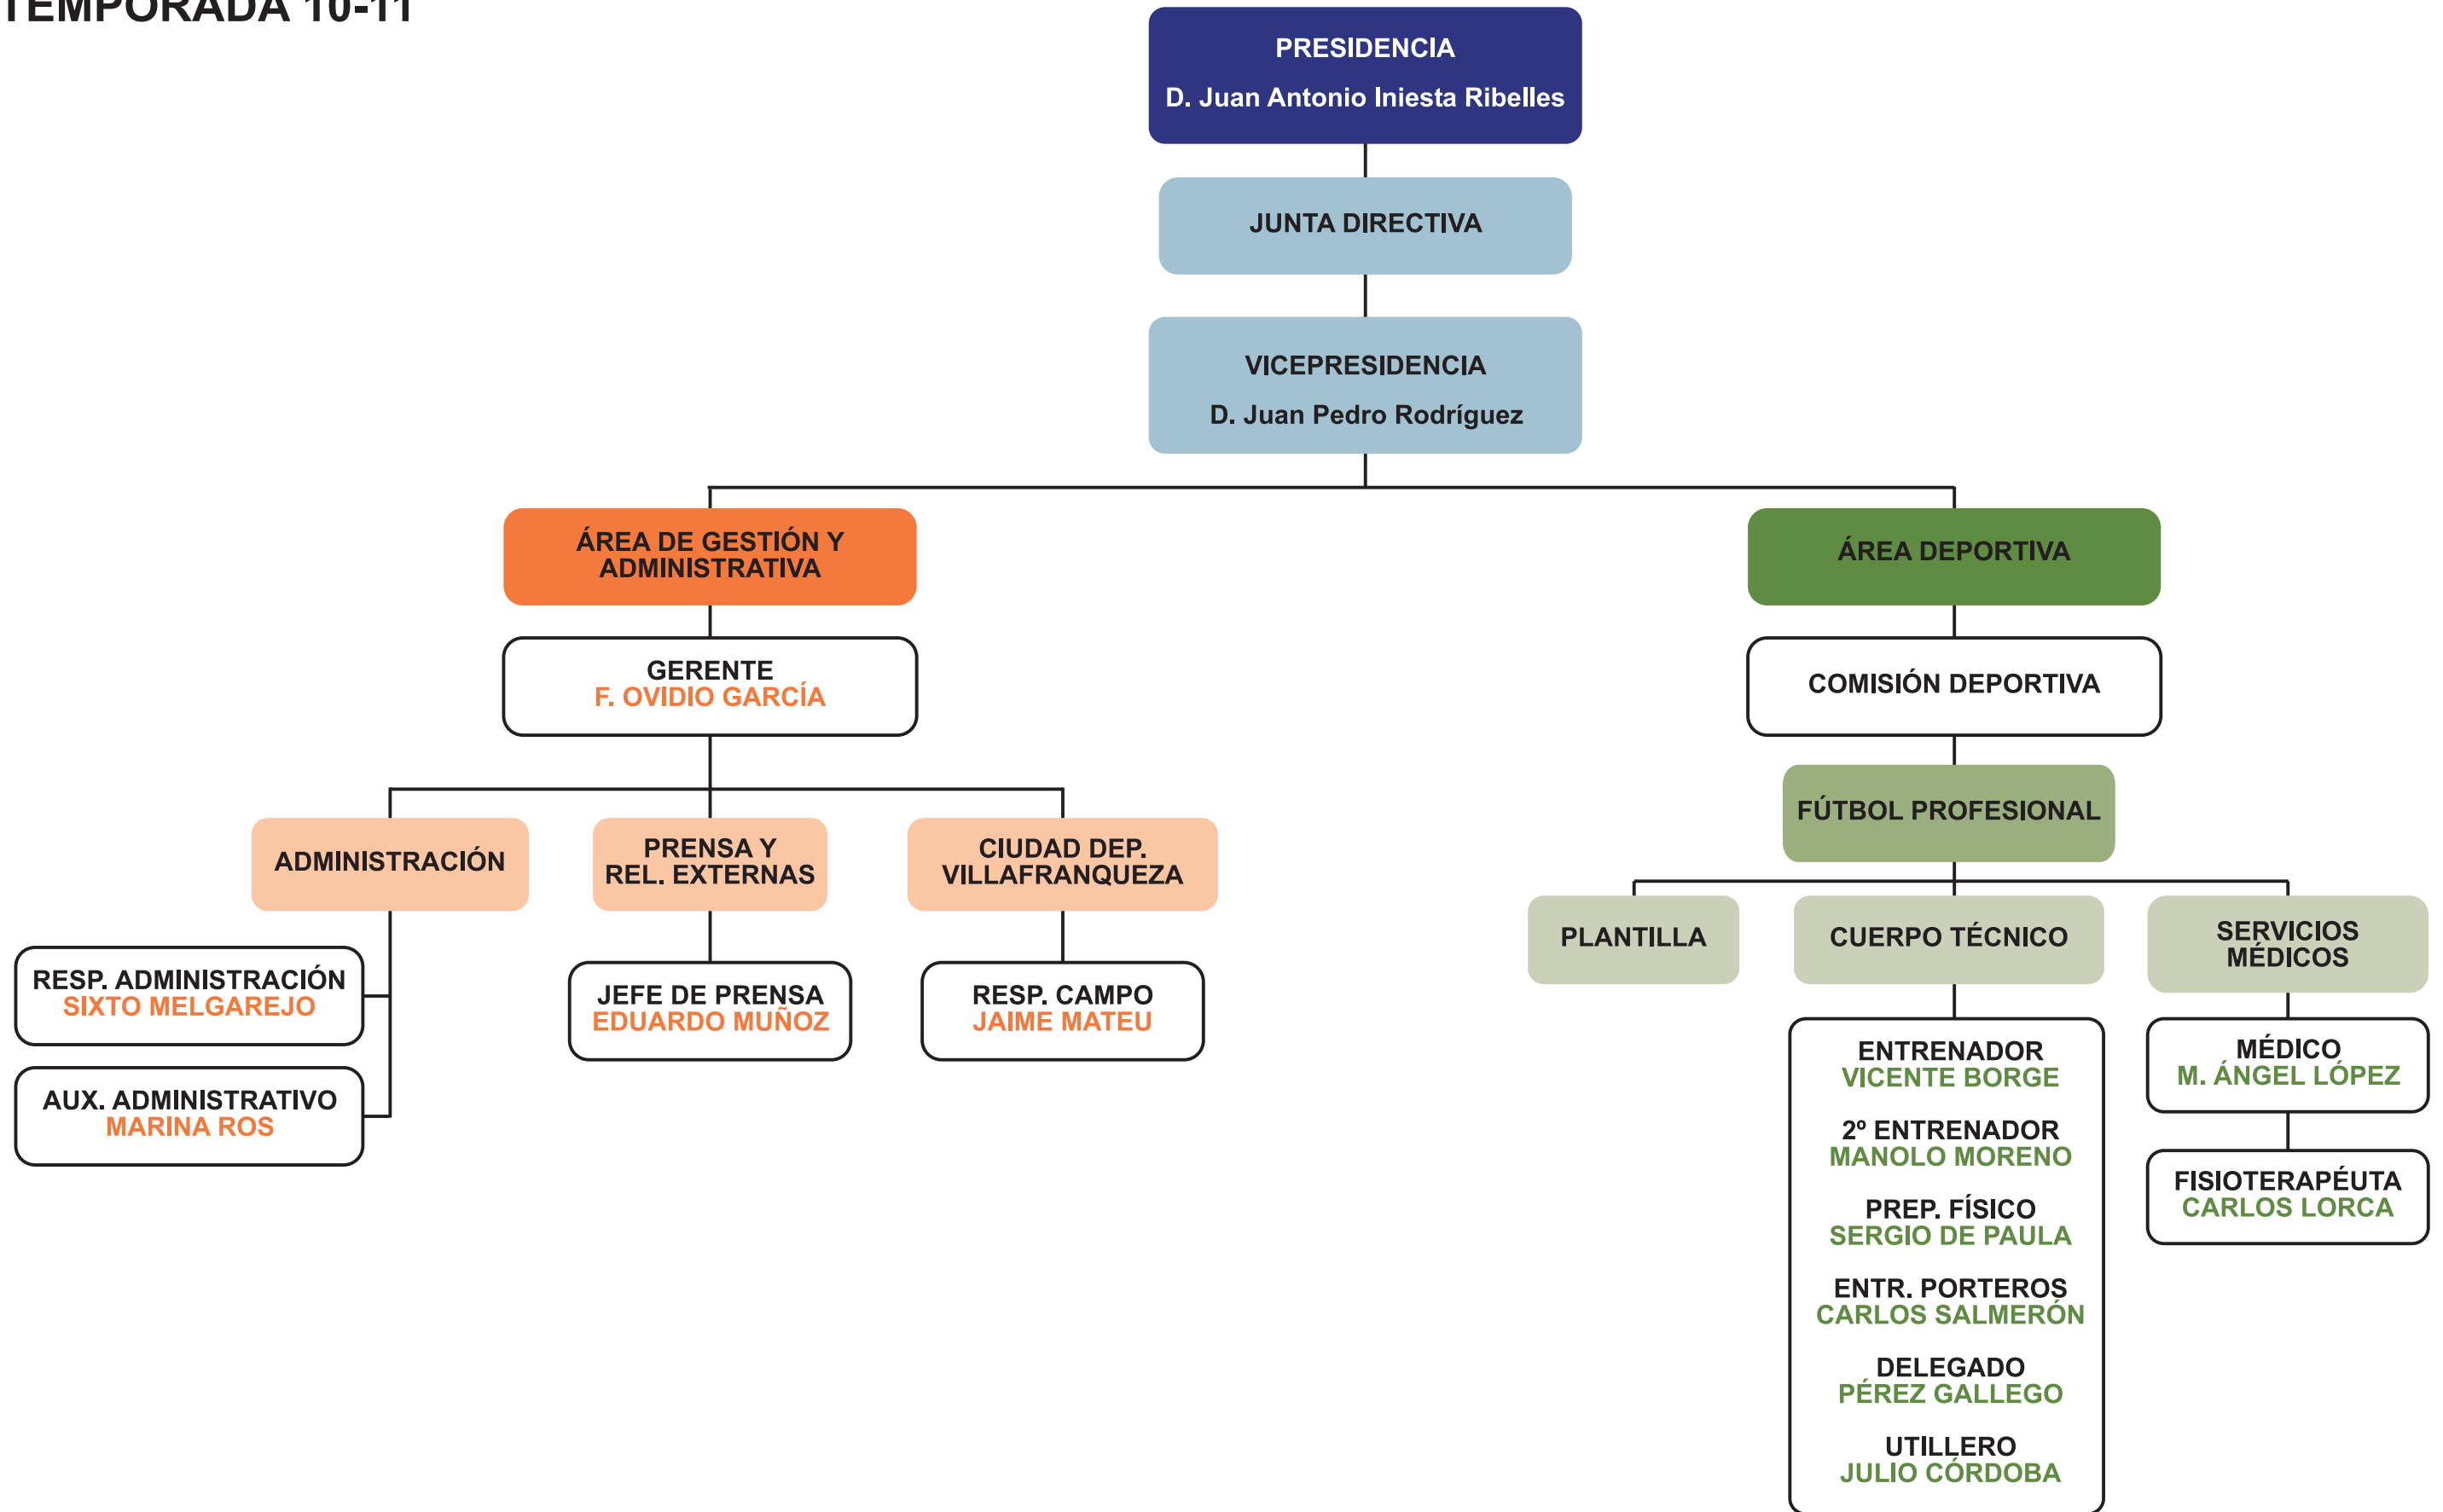 TEMPORADA 10-11
PRESIDENCIA
D. Juan Antonio Iniesta Ribelles
JUNTA DIRECTIVA
VICEPRESIDENCIA
D. Juan Pedro Rodríguez
ÁREA DE GESTIÓN Y
ADMINISTRATIVA
GERENTE
F. OVIDIO GARCÍA
ADMINISTRACIÓN
RESP. ADMINISTRACIÓN
SIXTO MELGAREJO
AUX. ADMINISTRATIVO
MARINA ROS
PRENSA Y
REL. EXTERNAS
JEFE DE PRENSA
EDUARDO MUÑOZ
CIUDAD DEP.
VILLAFRANQUEZA
RESP. CAMPO
JAIME MATEU
ÁREA DEPORTIVA
COMISIÓN DEPORTIVA
FÚTBOL PROFESIONAL
PLANTILLA
CUERPO TÉCNICO
ENTRENADOR
VICENTE BORGE
2º ENTRENADOR
MANOLO MORENO
PREP. FÍSICO
SERGIO DE PAULA
ENTR. PORTEROS
CARLOS SALMERÓN
DELEGADO
PÉREZ GALLEGO
UTILLERO
JULIO CÓRDOBA
SERVICIOS
MÉDICOS
MÉDICO
M. ÁNGEL LÓPEZ
FISIOTERAPÉUTA
CARLOS LORCA